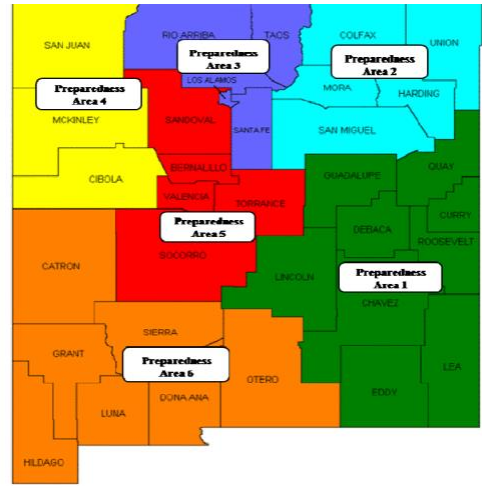 RIO ARRIBA
TAOS
COLFAX
UNION
SAN JUAN
Preparedness
Area 3
Preparedness
Area 2
LOS ALAMOS
MORA
HARDING
Preparedness
Area 4
MCKINLEY
SANDOVAL
SANTA FE
SAN MIGUEL
BERNALILLO
GUADALUPE
QUAY
CIBOLA
VALENCIA
TORRANCE
CURRY
Preparedness
Area 5
DEBACA
ROOSEVELT
SOCORRO
CATRON
LINCOLN
Preparedness
Area 1
CHAVEZ
SIERRA
GRANT
Preparedness
Area 6
OTERO
LEA
EDDY
LUNA
DONA ANA
HILDAGO